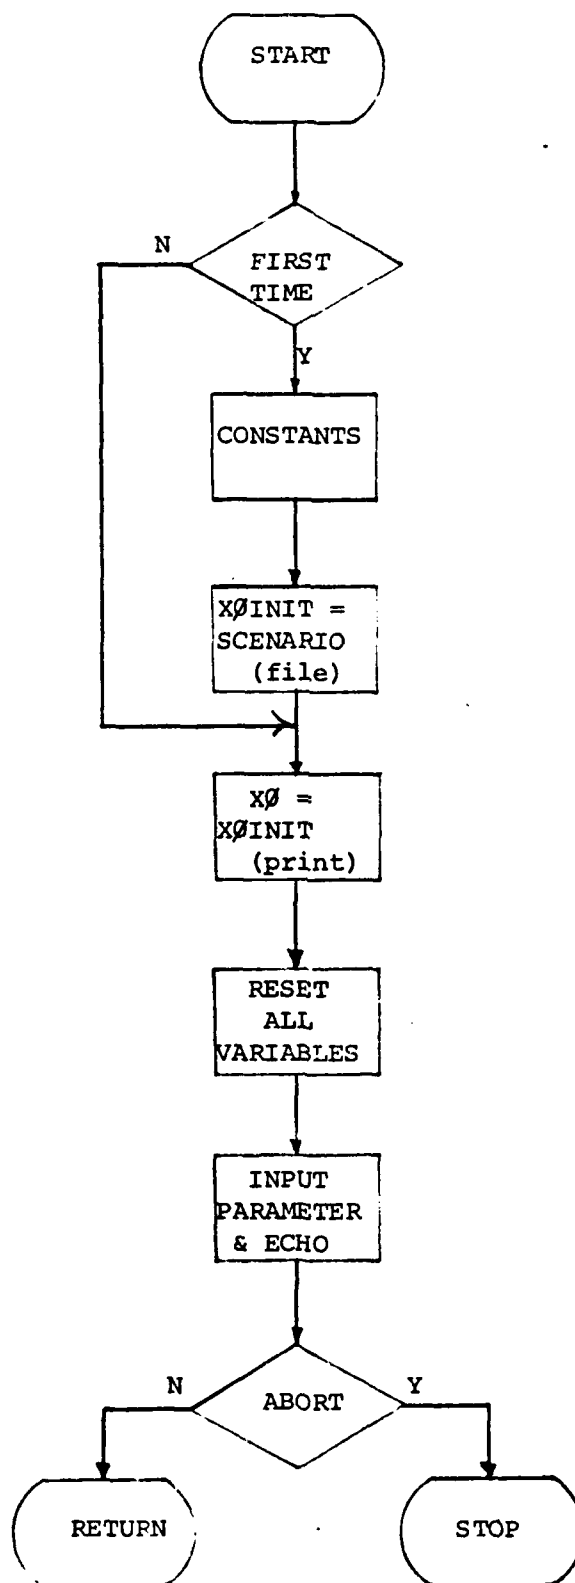 START
N
FIRST
TIME
Y
CONSTANTS
XØINIT =
SCENARIO
(file)
XØ =
XØINIT
(print)
RESET
ALL
VARIABLES
INPUT
PARAMETER
& ECHO
N
ABORT
Y
RETURN
STOP